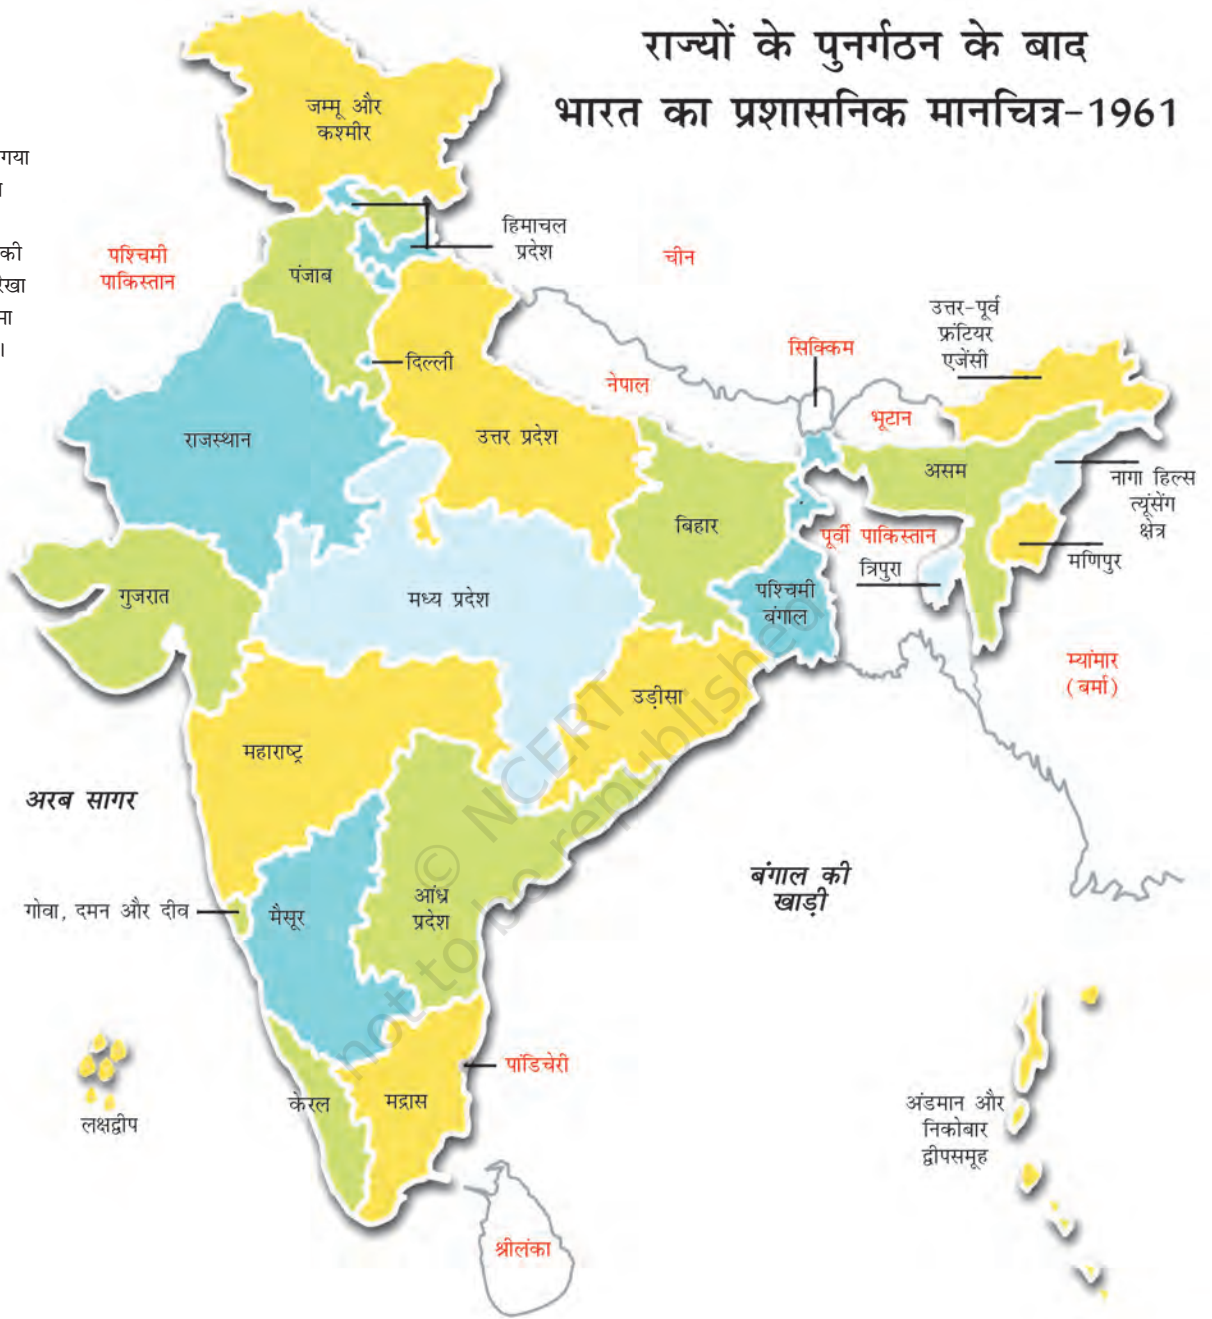 राज्यों के पुनर्गठन के बाद
भारत का प्रशासनिक मानचित्र-1961
गया
की
जम्मू और
कश्मीर
हिमाचल
प्रदेश
पश्चिमी
पाकिस्तान
पंजाब
चीन
उत्तर-पूर्व
फ्रंटियर
एजेंसी
सिक्किम
दिल्ली
नेपाल
भूटान
राजस्थान
उत्तर प्रदेश
असम
नागा हिल्स
त्यूंसेंग
क्षेत्र
बिहार
पूर्वी पाकिस्तान
मणिपुर
त्रिपुरा
गुजरात
मध्य प्रदेश
पश्चिमी
बंगाल
म्यांमार
(बर्मा)
उड़ीसा
महाराष्ट्र
अरब सागर
बंगाल की
खाड़ी
गोवा, दमन और दीव
मैसूर
आंध्र
प्रदेश
पांडिचेरी
लक्षद्वीप
केरल
मद्रास
अंडमान और
निकोबार
द्वीपसमूह
श्रीलंका
© NCERT
not to be republished